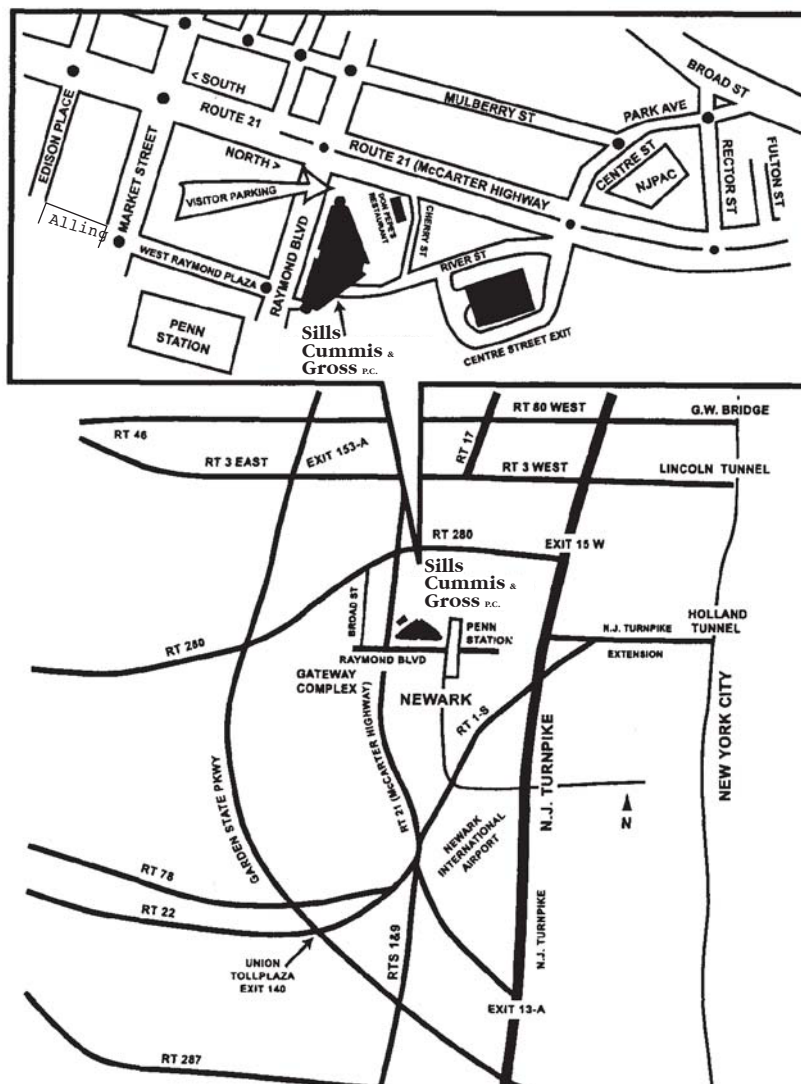 BROAD ST
< SOUTH
MULBERRY ST
PARK AVE
EDISON PLACE
ROUTE 21
MARKET STREET
NORTH >
ROUTE 21 (McCARTER HIGHWAY
CENTRE ST
NJPAC
RECTOR ST
FULTON ST
VISITOR PARKING
DON PEPE'S
RESTAURANT
CHERRY ST
Alling
WEST RAYMOND PLAZA
RAYMOND BLVD
RIVER ST
PENN
STATION
CENTRE STREET EXIT
Sills
Cummis &
Gross P.C.
RT 46
RT 80 WEST
G.W. BRIDGE
RT 17
RT 3 EAST
EXIT 153-A
RT 3 WEST
LINCOLN TUNNEL
RT 280
EXIT 15 W
Sills
Cummis &
Gross P.C.
BROAD ST
PENN
STATION
HOLLAND
TUNNEL
N.J. TURNPIKE
EXTENSION
RT 280
RAYMOND BLVD
GATEWAY
COMPLEX
NEWARK
RT 1-S
NEW YORK CITY
RT 21 (McCARTER HIGHWAY)
GARDEN STATE PKWY
N.J. TURNPIKE
N
NEWARK
INTERNATIONAL
AIRPORT
RT 78
RT 22
UNION
TOLLPLAZA
EXIT 140
RTS 1&9
N.J. TURNPIKE
EXIT 13-A
RT 287